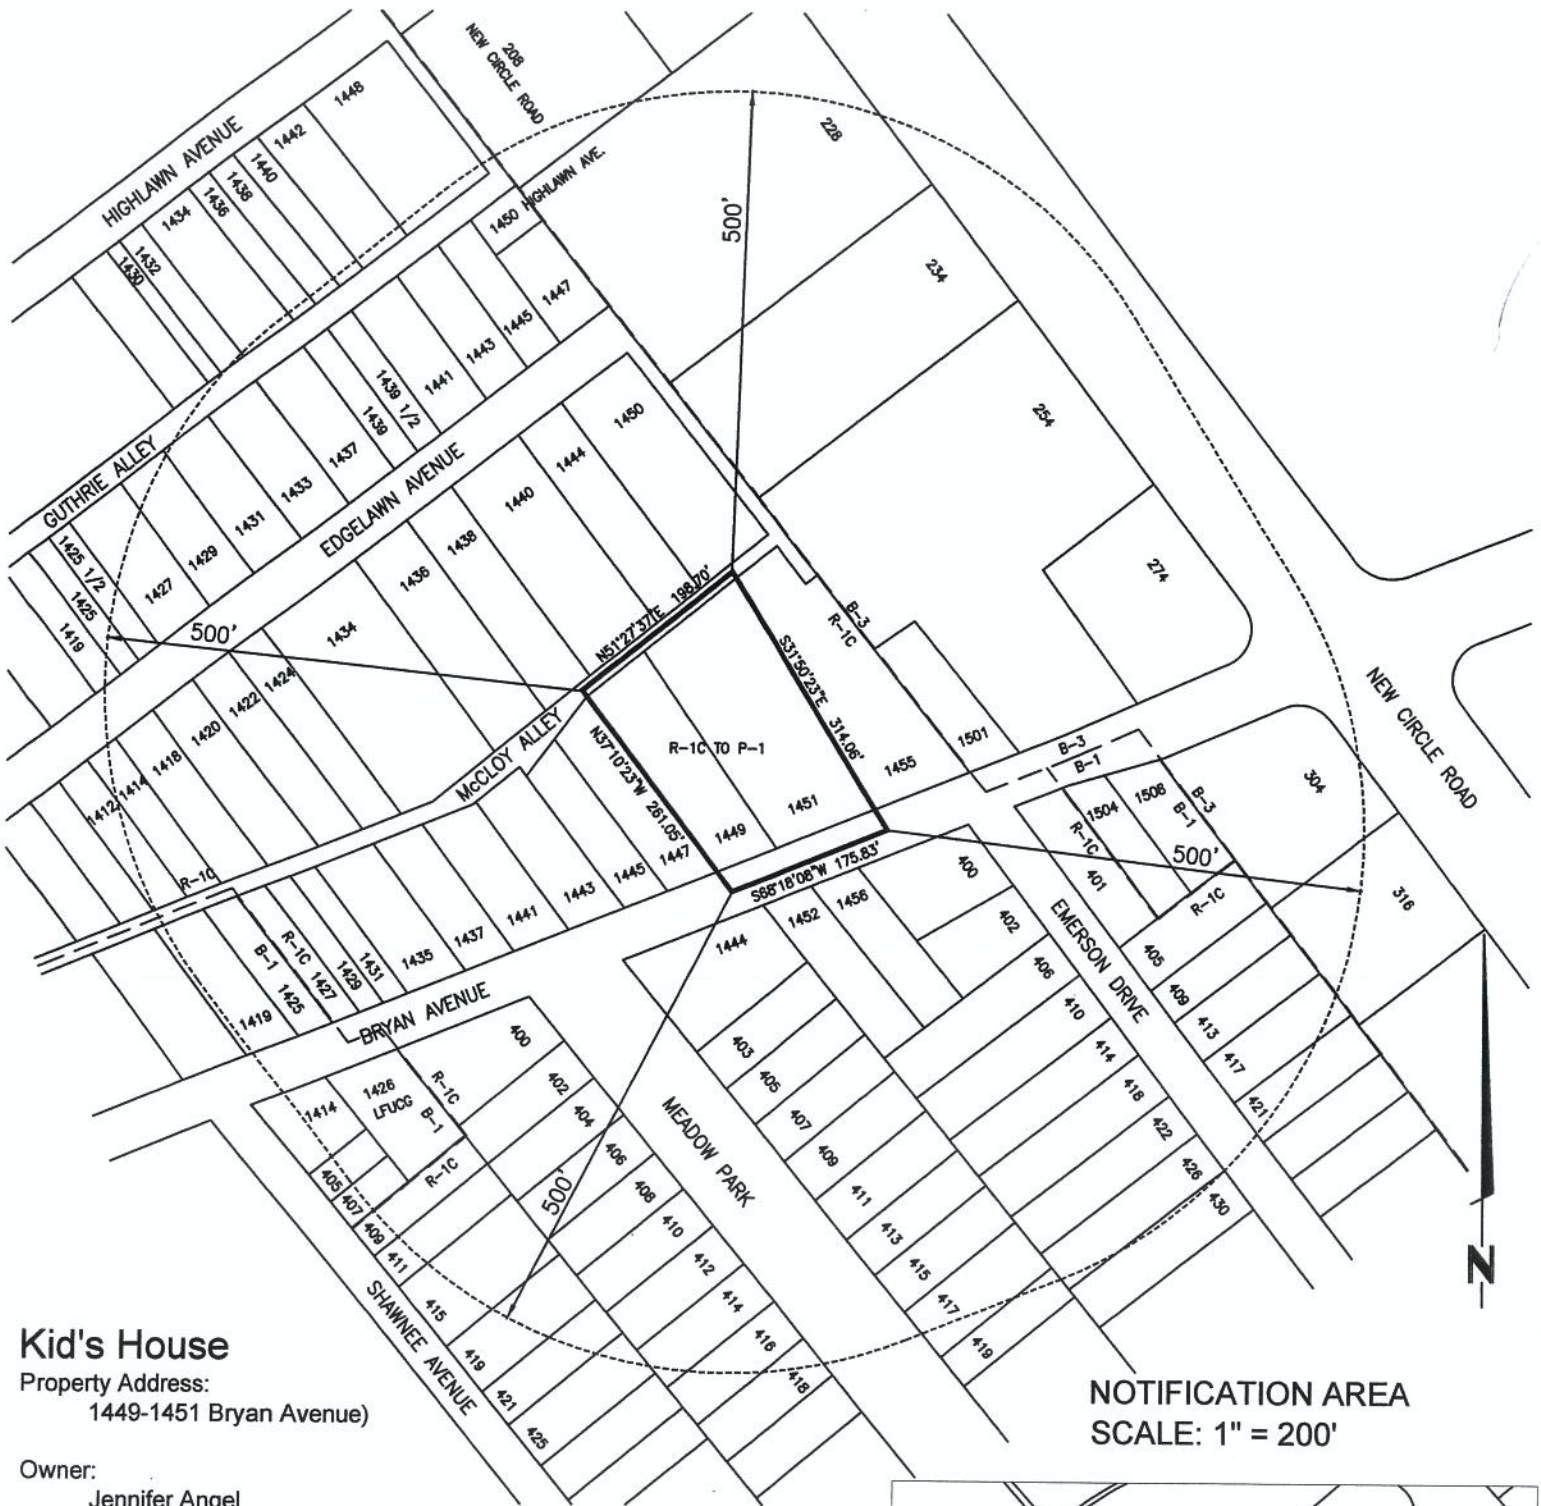 208
NEW CIRCLE ROAD
HIGHLAWN AVENUE
1448
1442
1440
1438
1436
1434
1432
1430
228
234
254
274
500'
1450 HIGHLAWN AVE.
1447
1445
1443
1441
1439 1/2
1439
1437
1433
1431
1429
1427
1425 1/2
1425
1419
GUTHRIE ALLEY
EDGELAWN AVENUE
1450
1444
1440
1438
1436
1434
1424
1422
1420
1418
1414
1412
500'
N51°27'37"E 198.70'
S31°50'23"E 314.06'
N37°10'23"W 261.05'
S68°18'08"W 175.83'
R-1C TO P-1
B-3
R-1C
McCLOY ALLEY
1501
1455
1451
1449
1447
1445
1443
1441
1437
1435
1431
1429
1427
R-1C
B-1
1425
1419
R-1C
BRYAN AVENUE
B-3
B-1
1504
1508
B-3
B-1
R-1C
401
R-1C
304
316
NEW CIRCLE ROAD
500'
1444
1452
1456
400
402
406
410
414
418
422
426
430
EMERSON DRIVE
405
409
413
417
421
403
405
407
409
411
413
415
417
419
MEADOW PARK
400
402
404
406
408
410
412
414
416
418
500'
1414
1426
LFUCG
R-1C
B-1
R-1C
405
407
409
411
415
419
421
425
SHAWNEE AVENUE
N
Kid's House
Property Address:
1449-1451 Bryan Avenue)
Owner:
Jennifer Angel
NOTIFICATION AREA
SCALE: 1" = 200'